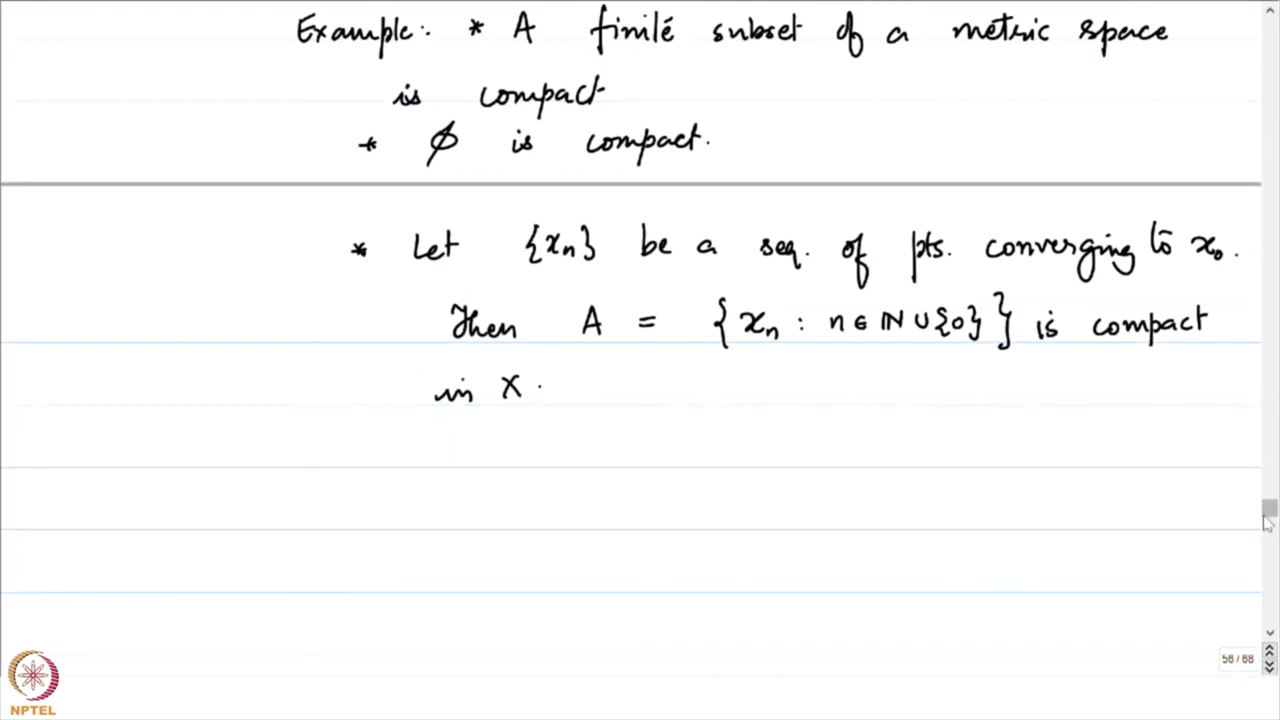 Example: * A finite subset of a metric space
is compact
* ϕ is compact.
* Let {xₙ} be a seq. of pts. converging to x₀.
Then A = {xₙ : n ∈ ℕ ∪ {0}} is compact
in X.
56 / 68
NPTEL